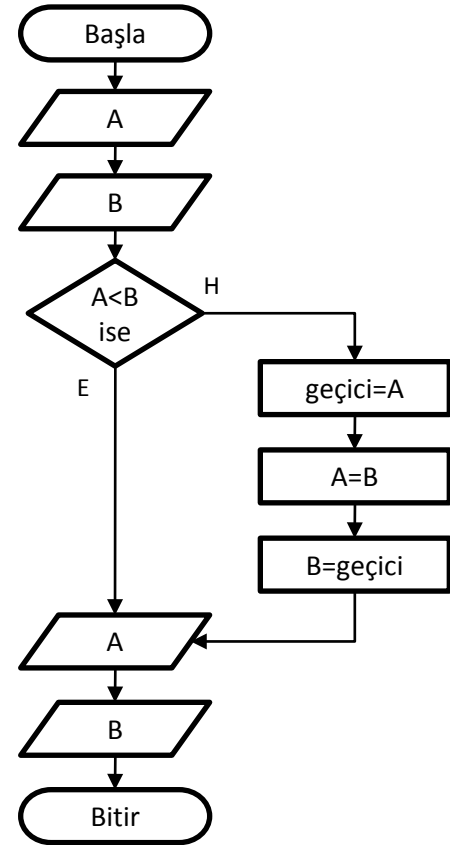 Başla
A
B
A<B
ise
H
E
geçici=A
A=B
B=geçici
A
B
Bitir